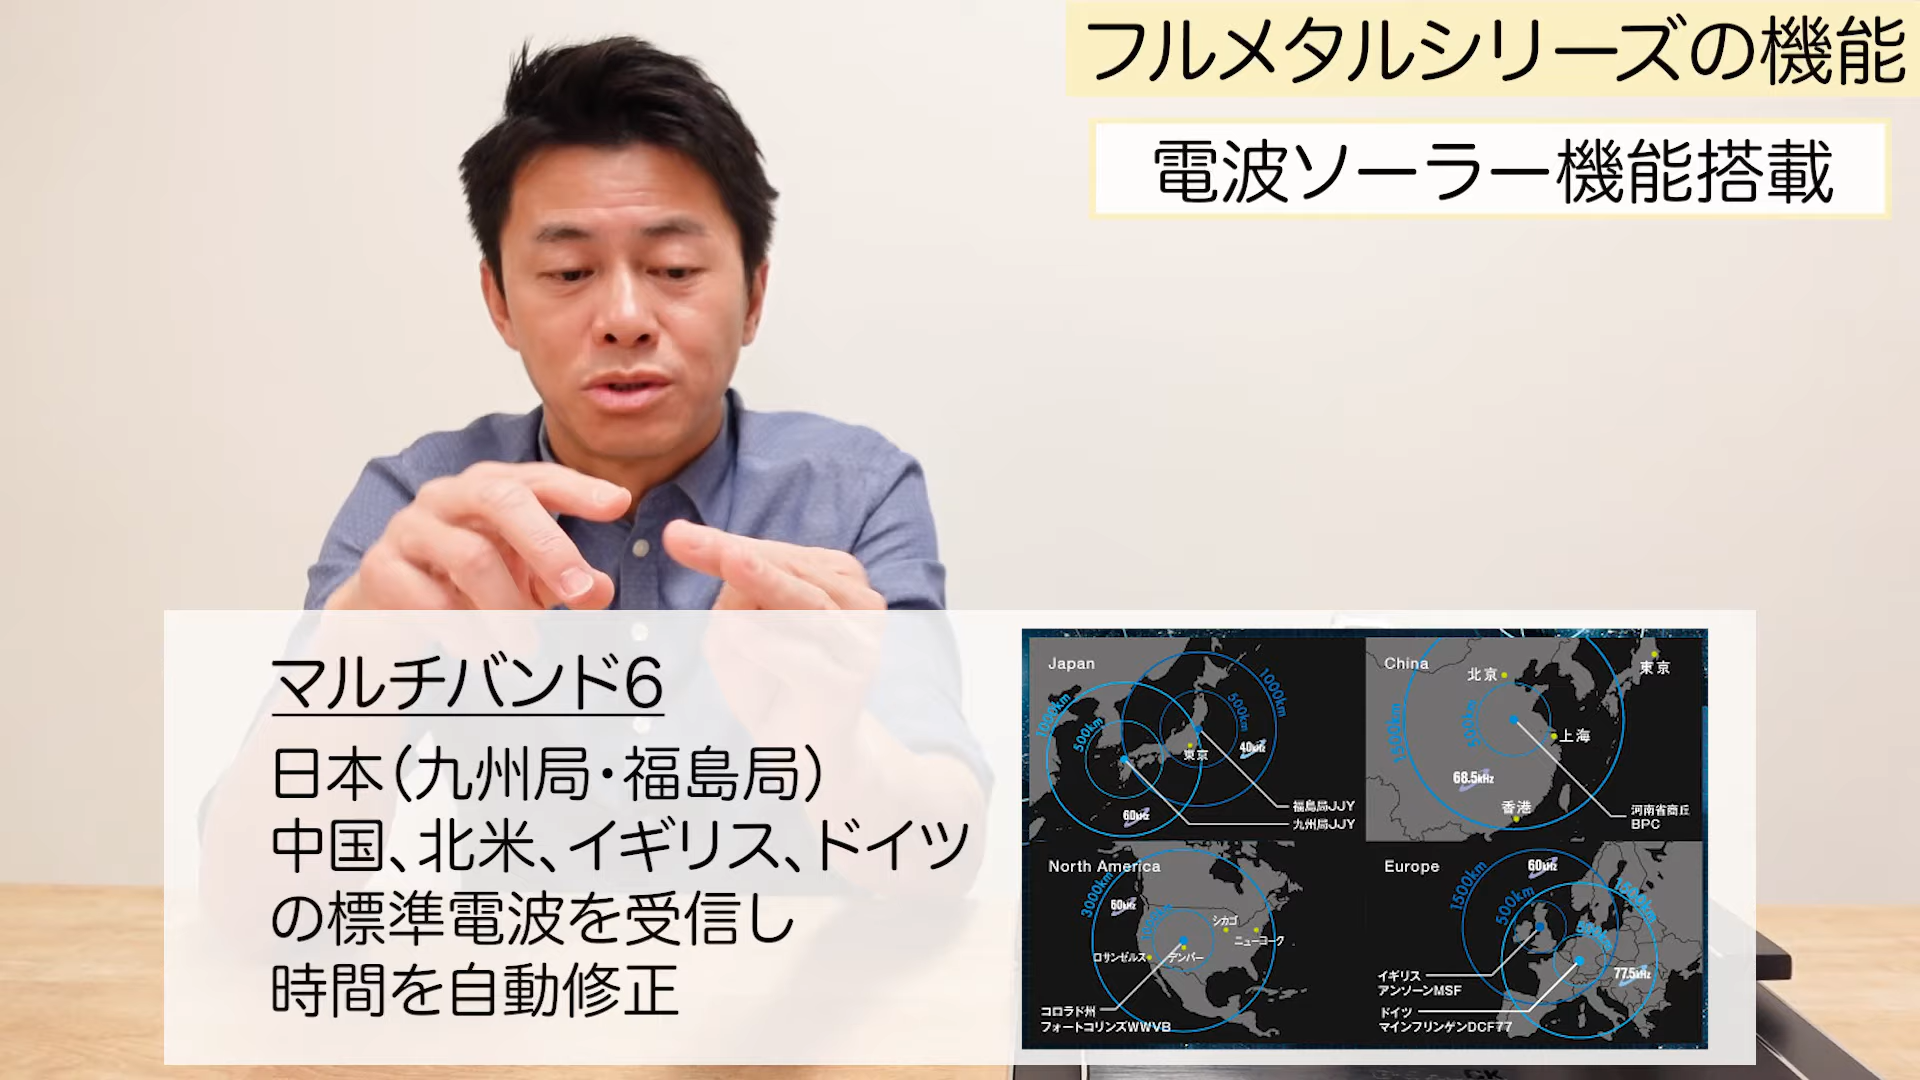 フルメタルシリーズの機能
電波ソーラー機能搭載
マルチバンド6
日本(九州局・福島局)
中国、北米、イギリス、ドイツ
の標準電波を受信し
時間を自動修正
Japan
1000km
500km
500km
1000km
東京
40kHz
60kHz
福島局JJY
九州局JJY
China
北京
東京
1500km
500km
上海
68.5kHz
香港
河南省商丘
BPC
North America
3000km
60kHz
シカゴ
ニューヨーク
ロサンゼルス
デンバー
コロラド州
フォートコリンズWWVB
Europe
60kHz
1500km
500km
1500km
500km
77.5kHz
イギリス
アンソーンMSF
ドイツ
マインフリンゲンDCF77